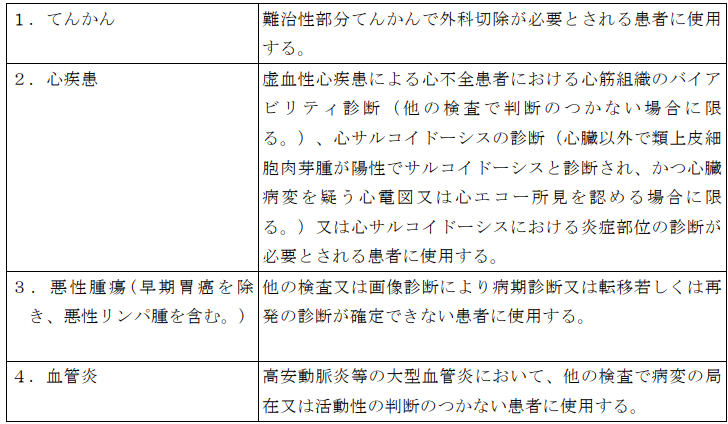 １．てんかん
難治性部分てんかんで外科切除が必要とされる患者に使用
する。
２．心疾患
虚血性心疾患による心不全患者における心筋組織のバイア
ビリティ診断（他の検査で判断のつかない場合に限
る。）、心サルコイドーシスの診断（心臓以外で類上皮細
胞肉芽腫が陽性でサルコイドーシスと診断され、かつ心臓
病変を疑う心電図又は心エコー所見を認める場合に限
る。）又は心サルコイドーシスにおける炎症部位の診断が
必要とされる患者に使用する。
３．悪性腫瘍（早期胃癌を除
き、悪性リンパ腫を含む。）
他の検査又は画像診断により病期診断又は転移若しくは再
発の診断が確定できない患者に使用する。
４．血管炎
高安動脈炎等の大型血管炎において、他の検査で病変の局
在又は活動性の判断のつかない患者に使用する。